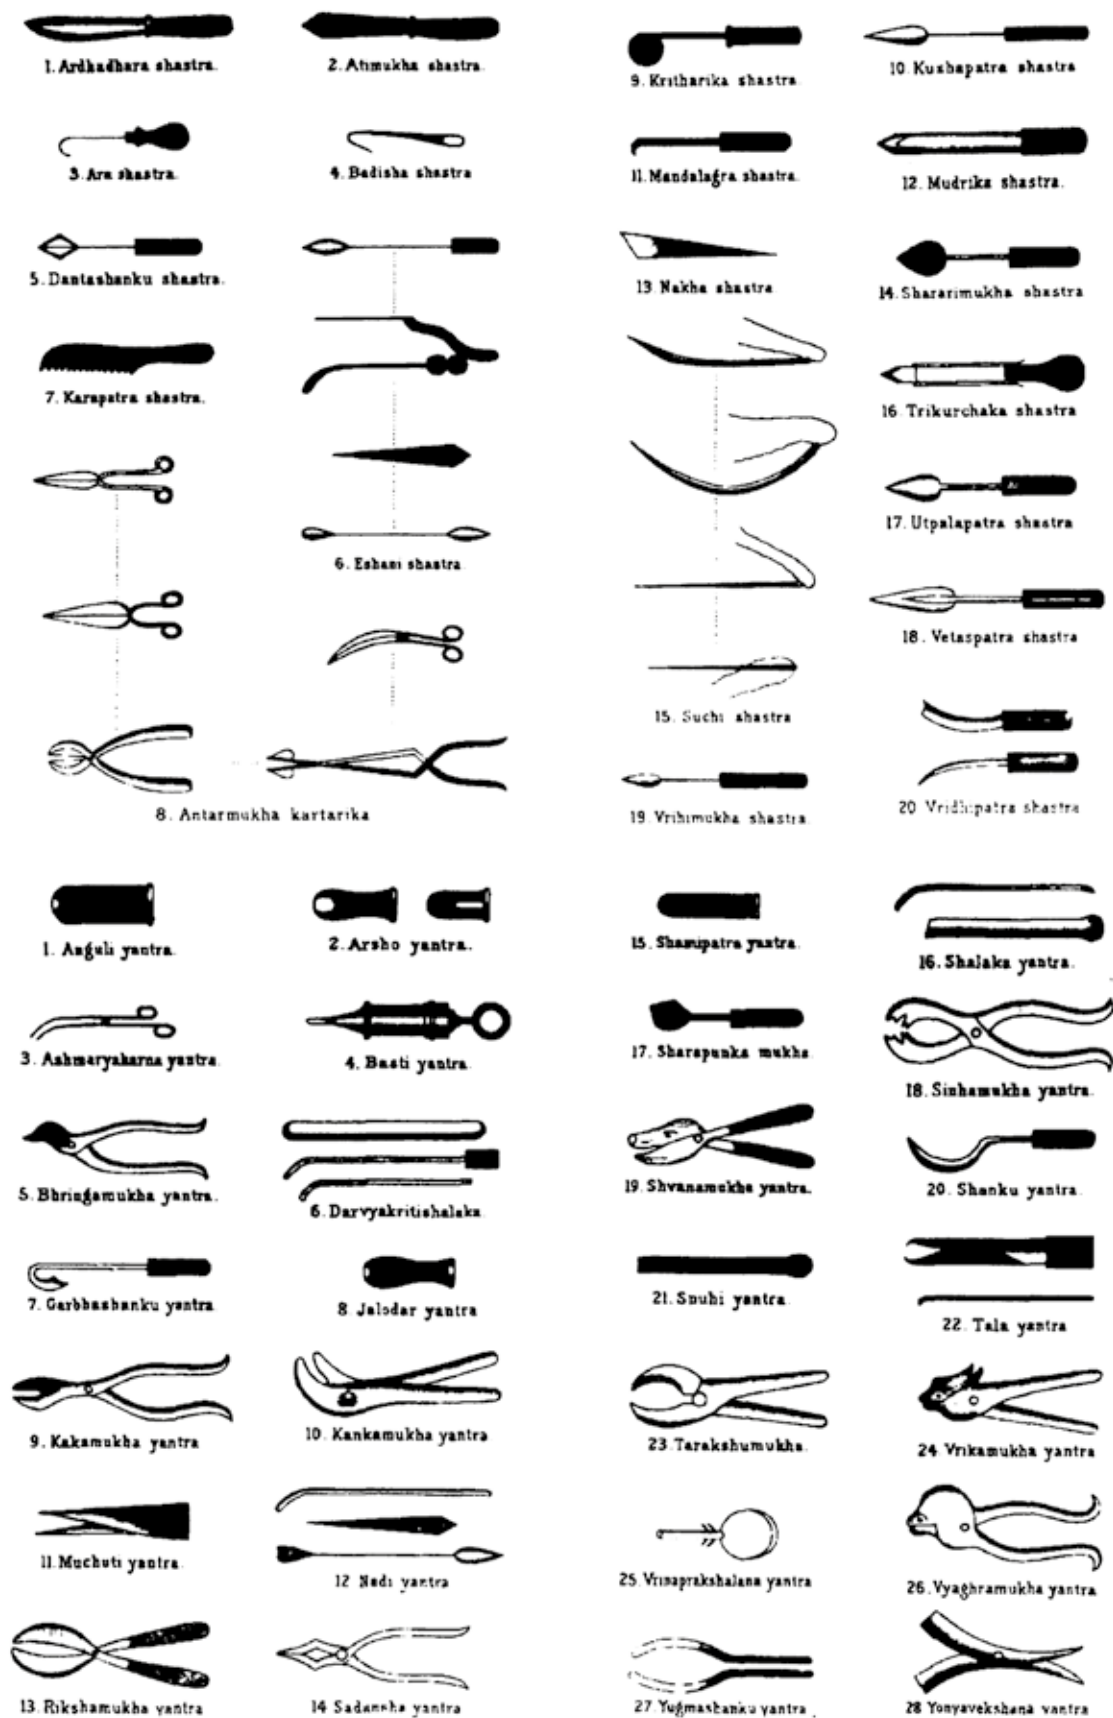 1. Ardhadhara shastra.
2. Atimukha shastra.
9. Kritharika shastra
10. Kushapatra shastra
3. Ara shastra.
4. Badisha shastra
11. Mandalagra shastra.
12. Mudrika shastra.
5. Dantashanku shastra.
13. Nakha shastra
14. Shararimukha shastra
7. Karapatra shastra.
16. Trikurchaka shastra
17. Utpalapatra shastra
6. Eshani shastra.
18. Vetaspatra shastra
15. Suchi shastra
8. Antarmukha kartarika
19. Vrihimukha shastra
20 Vridhipatra shastra
1. Anguli yantra.
2. Arsho yantra.
15. Shamipatra yantra.
16. Shalaka yantra.
3. Ashmaryaharna yantra.
4. Basti yantra.
17. Sharapunka mukha.
18. Sinhamukha yantra.
5. Bhringamukha yantra.
6. Darvyakritishalaka.
19. Shvanamukha yantra.
20. Shanku yantra.
7. Garbhashanku yantra
8 Jalodar yantra
21. Snuhi yantra.
22. Tala yantra
9. Kakamukha yantra
10. Kankamukha yantra
23. Tarakshumukha.
24 Vrikamukha yantra
11. Muchuti yantra.
12 Nadi yantra
25. Vrinaprakshalana yantra
26. Vyaghramukha yantra
13. Rikshamukha yantra
14 Sadansha yantra
27. Yugmashanku yantra
28 Yonyavekshana yantra